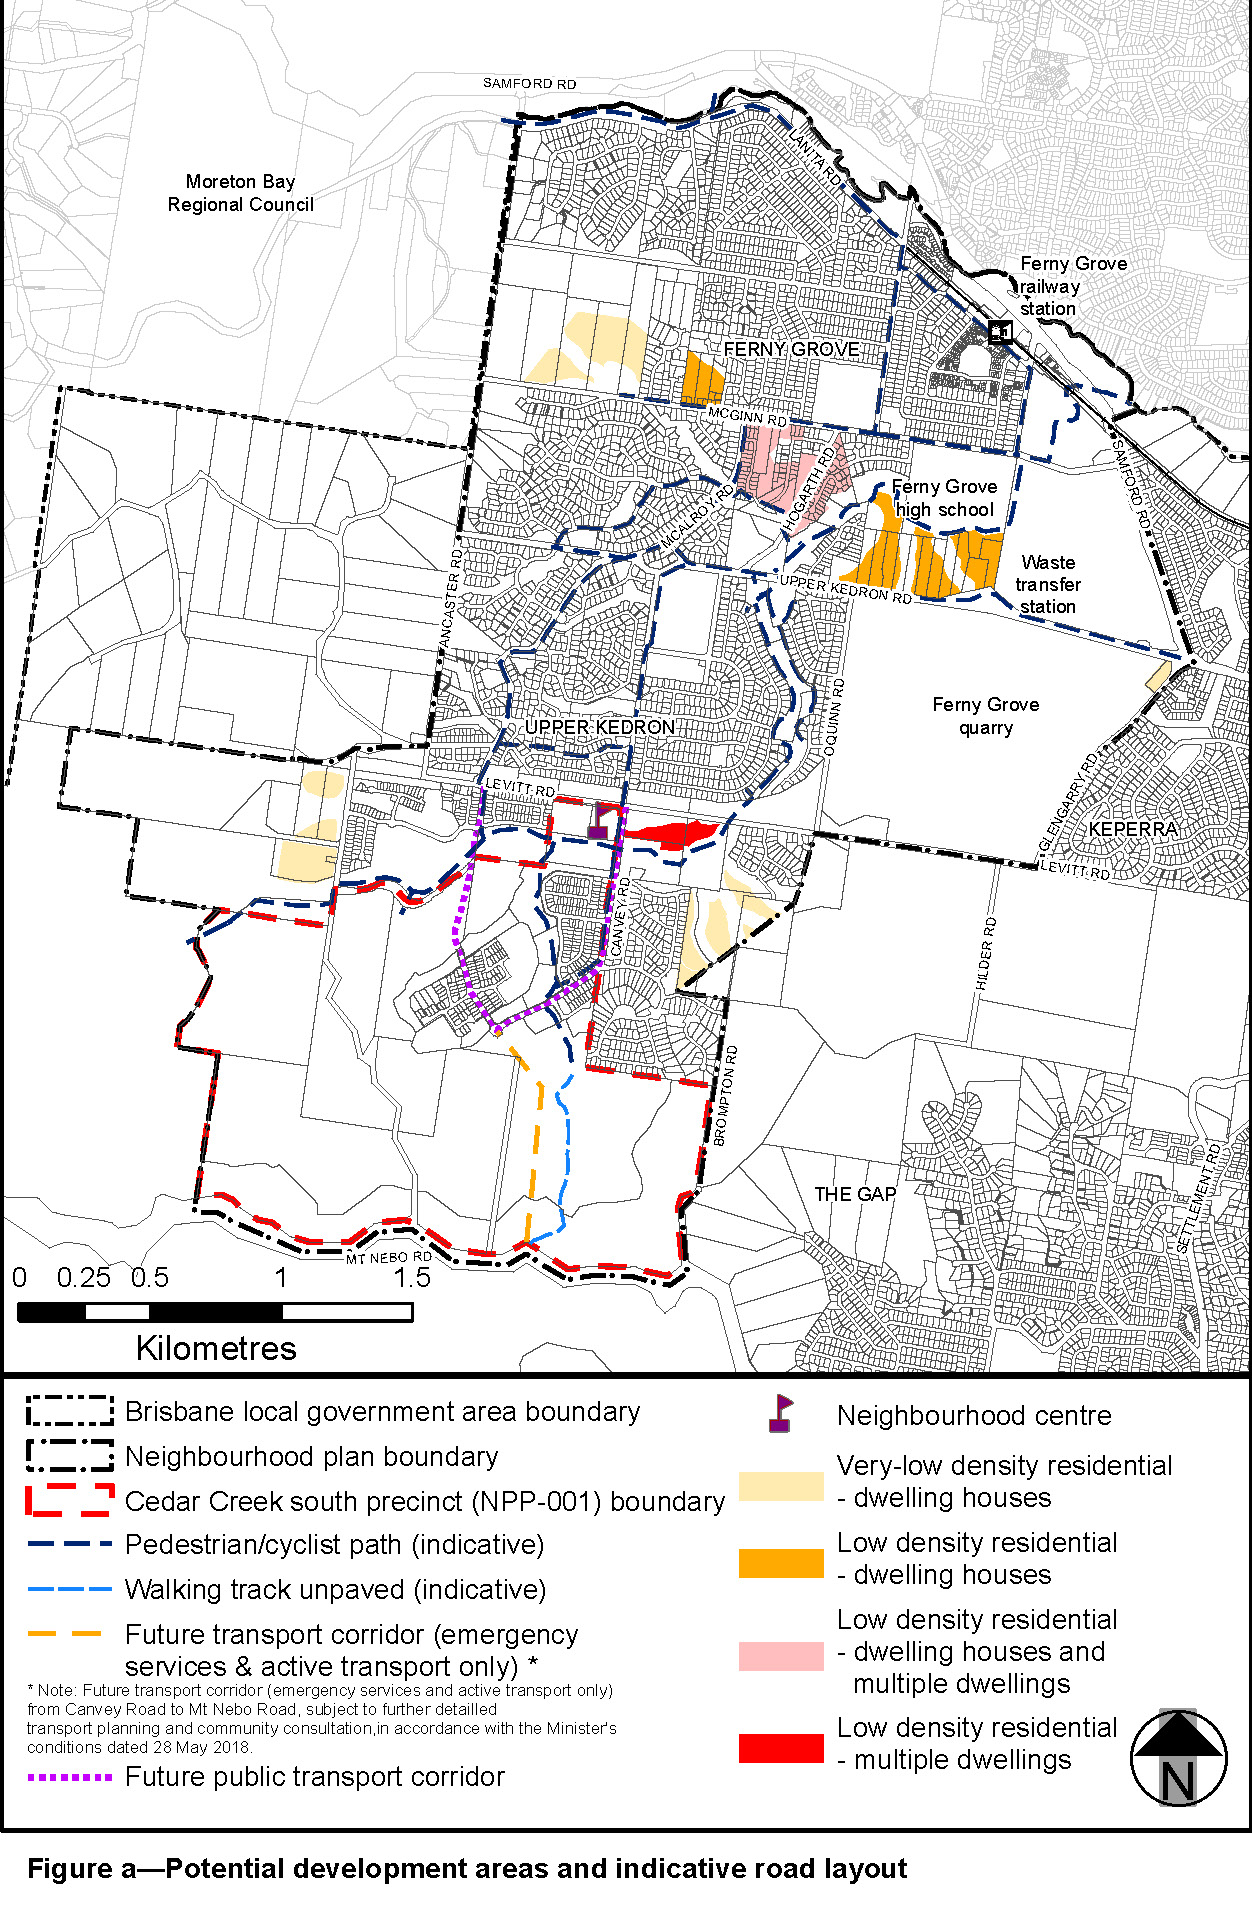 SAMFORD RD
Moreton Bay
Regional Council
LANITA RD
Ferny Grove
railway
station
FERNY GROVE
MCGINN RD
HOGARTH RD
SAMFORD RD
Ferny Grove
high school
MCALROY RD
Waste
transfer
station
UPPER KEDRON RD
LANCASTER RD
OQUINN RD
Ferny Grove
quarry
UPPER KEDRON
LEVITT RD
GLENGARRY RD
KEPERRA
LEVITT RD
CANVEY RD
HILDER RD
BROMPTON RD
SETTLEMENT RD
THE GAP
MT NEBO RD
0 0.25 0.5 1 1.5
Kilometres
Brisbane local government area boundary
Neighbourhood plan boundary
Cedar Creek south precinct (NPP-001) boundary
Pedestrian/cyclist path (indicative)
Walking track unpaved (indicative)
Future transport corridor (emergency
services & active transport only) *
* Note: Future transport corridor (emergency services and active transport only)
from Canvey Road to Mt Nebo Road, subject to further detailled
transport planning and community consultation,in accordance with the Minister's
conditions dated 28 May 2018.
Future public transport corridor
Neighbourhood centre
Very-low density residential
- dwelling houses
Low density residential
- dwelling houses
Low density residential
- dwelling houses and
multiple dwellings
Low density residential
- multiple dwellings
N
Figure a—Potential development areas and indicative road layout